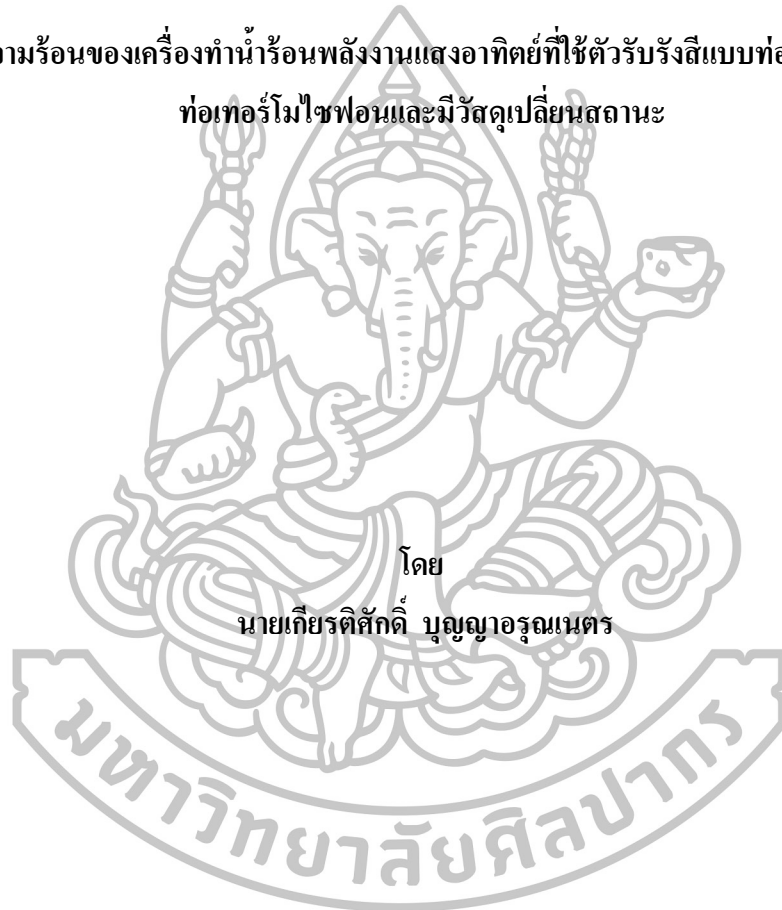 วามร้อนของเครื่องทำน้ำร้อนพลังงานแสงอาทิตย์ที่ใช้ตัวรับรังสีแบบท่อ
ท่อเทอร์โมไซฟอนและมีวัสดุเปลี่ยนสถานะ
โดย
นายเกียรติศักดิ์ บุญญาอรุณเนตร
มหาวิทยาลัยศิลปากร